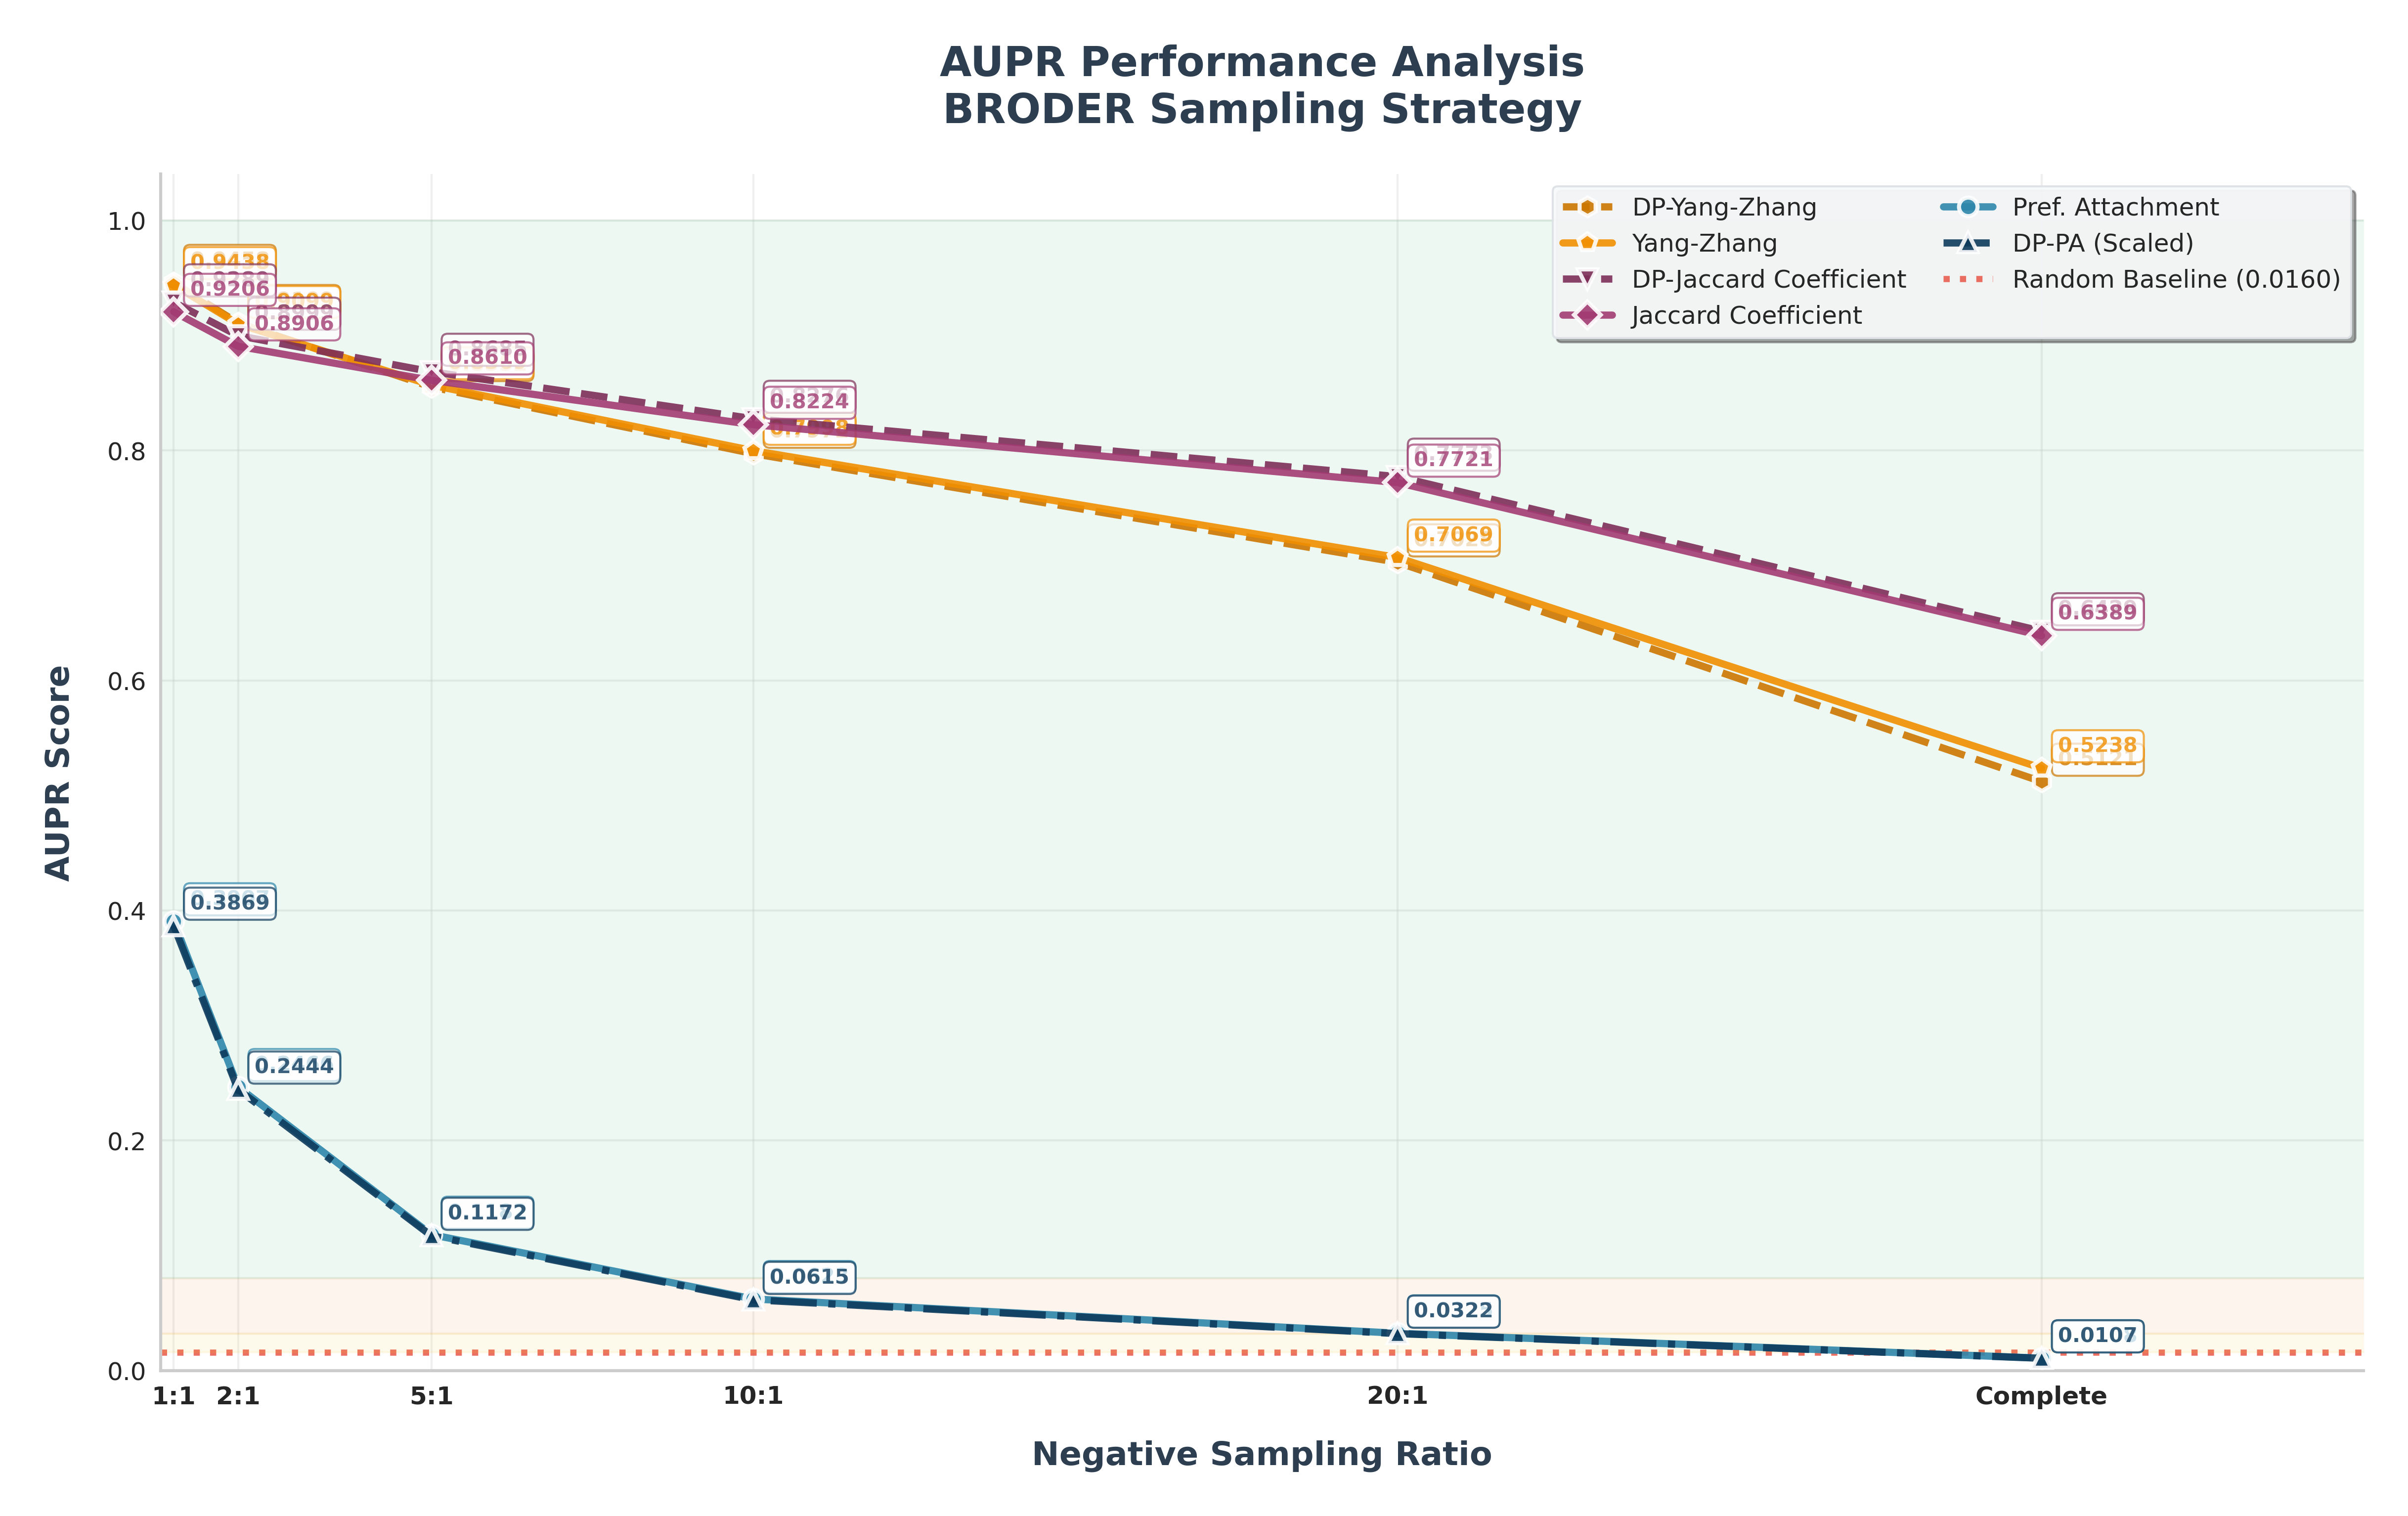 AUPR Performance Analysis
BRODER Sampling Strategy
DP-Yang-Zhang
Yang-Zhang
DP-Jaccard Coefficient
Jaccard Coefficient
Pref. Attachment
DP-PA (Scaled)
Random Baseline (0.0160)
AUPR Score
1.0
0.8
0.6
0.4
0.2
0.0
0.9438
0.9206
0.8906
0.8610
0.8224
0.7721
0.7069
0.6389
0.5238
0.3869
0.2444
0.1172
0.0615
0.0322
0.0107
1:1
2:1
5:1
10:1
20:1
Complete
Negative Sampling Ratio